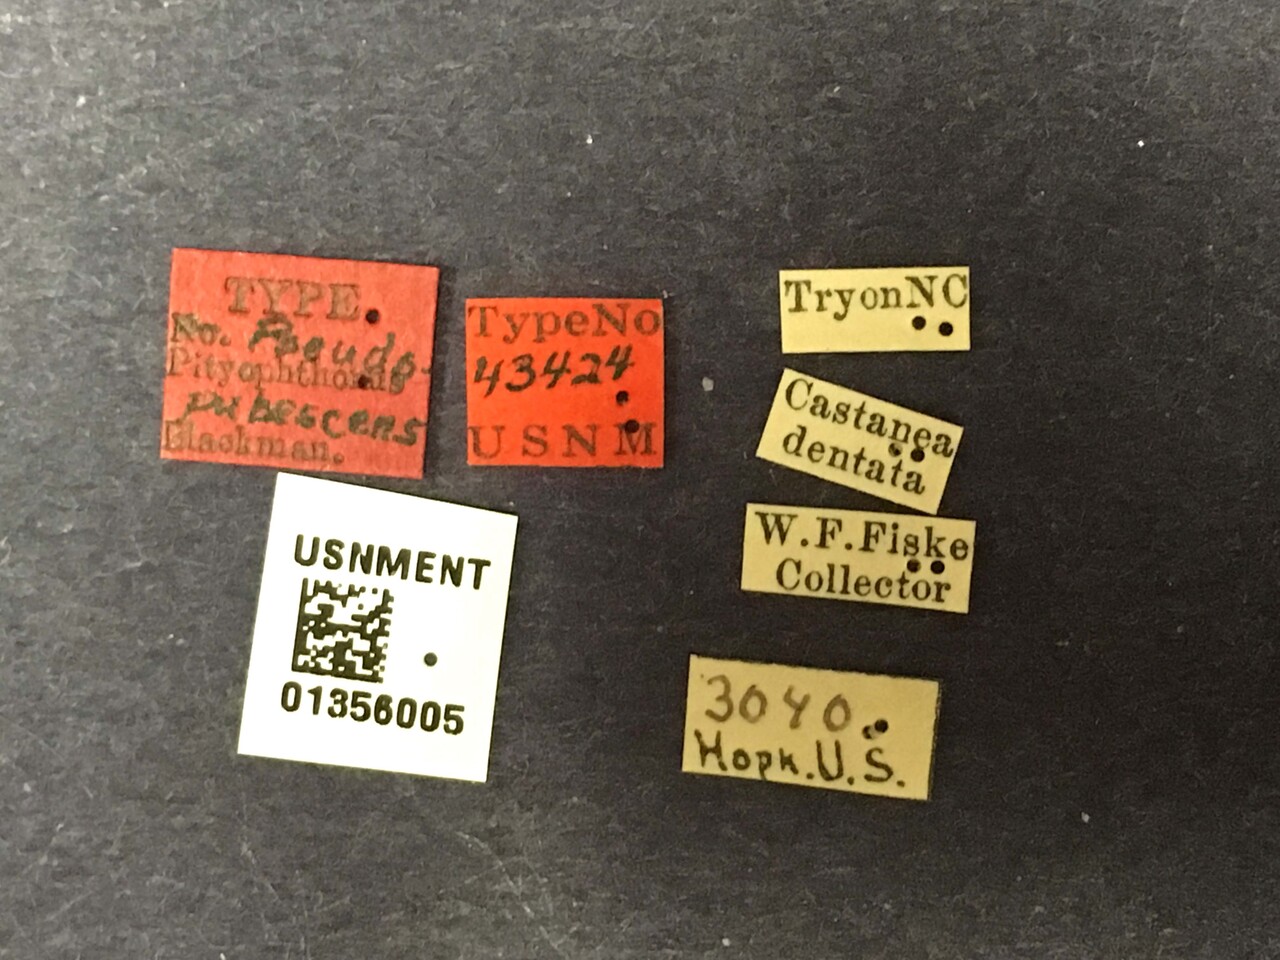 TYPE.
No. Pseudo-
Pityophthorus
pubescens
Blackman.
TypeNo
43424
USNM
USNMENT
01356005
TryonNC
Castanea
dentata
W.F.Fiske
Collector
3040.
Hopk.U.S.